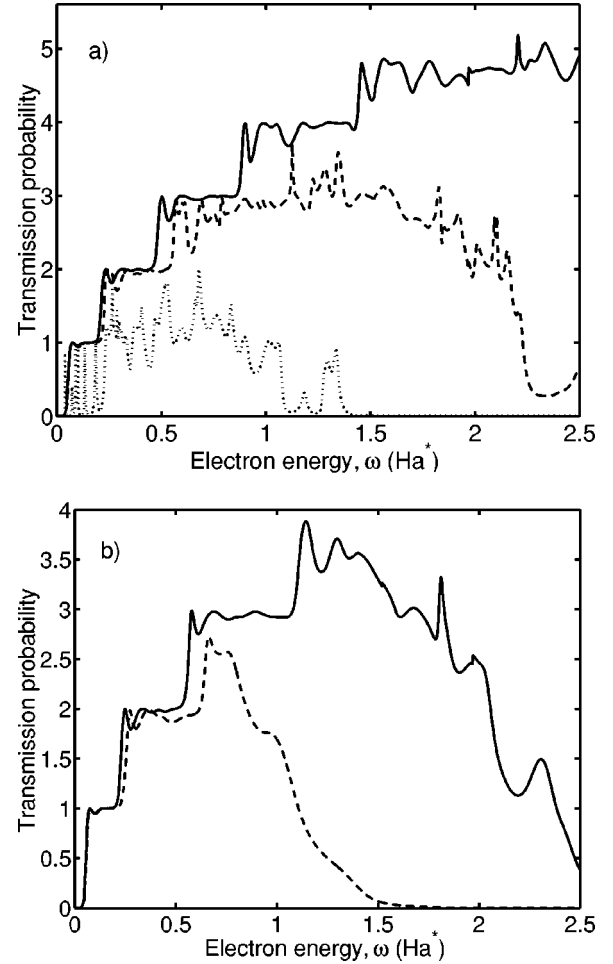 a)
Transmission probability
5
4
3
2
1
0
0 0.5 1 1.5 2 2.5
Electron energy, ω (Ha*)
b)
Transmission probability
4
3.5
3
2.5
2
1.5
1
0.5
0
0 0.5 1 1.5 2 2.5
Electron energy, ω (Ha*)